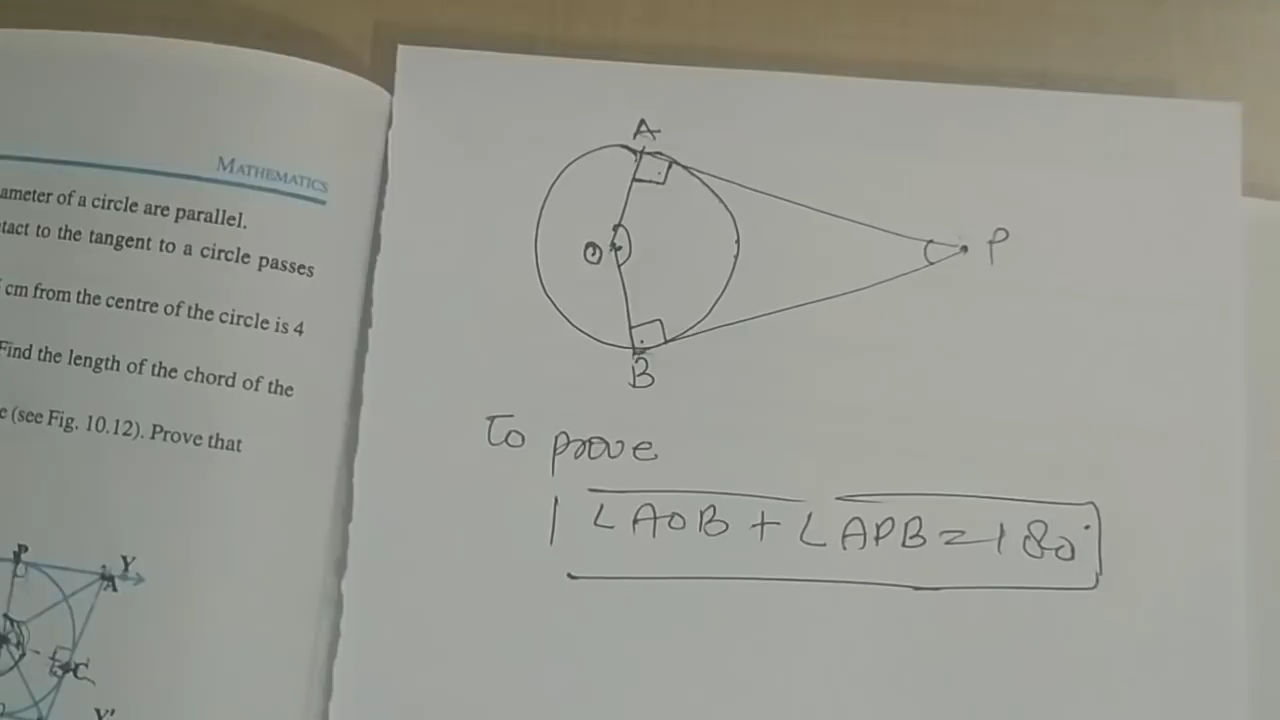 MATHEMATICS
ameter of a circle are parallel.
tact to the tangent to a circle passes
cm from the centre of the circle is 4
Find the length of the chord of the
e (see Fig. 10.12). Prove that
P
Y
A
C
Y'
A
O
P
B
To prove
∠AOB + ∠APB = 180°